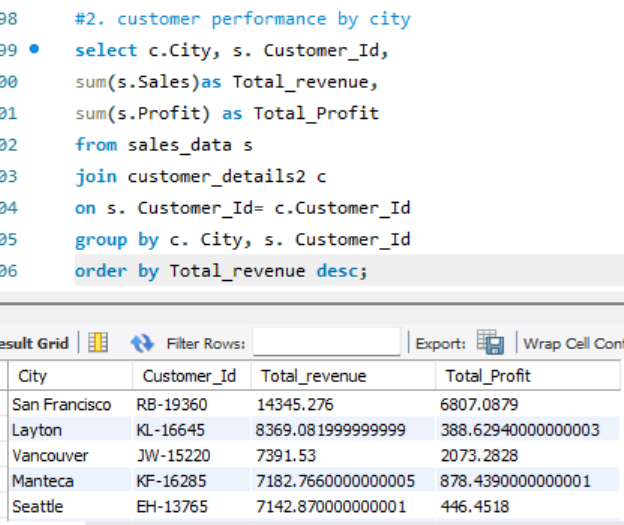 98 #2. customer performance by city
99 select c.City, s. Customer_Id,
00 sum(s.Sales)as Total_revenue,
01 sum(s.Profit) as Total_Profit
02 from sales_data s
03 join customer_details2 c
04 on s. Customer_Id= c.Customer_Id
05 group by c. City, s. Customer_Id
06 order by Total_revenue desc;
esult Grid Filter Rows: Export: Wrap Cell Cont
City Customer_Id Total_revenue Total_Profit
San Francisco RB-19360 14345.276 6807.0879
Layton KL-16645 8369.081999999999 388.62940000000003
Vancouver JW-15220 7391.53 2073.2828
Manteca KF-16285 7182.7660000000005 878.4390000000001
Seattle EH-13765 7142.870000000001 446.4518